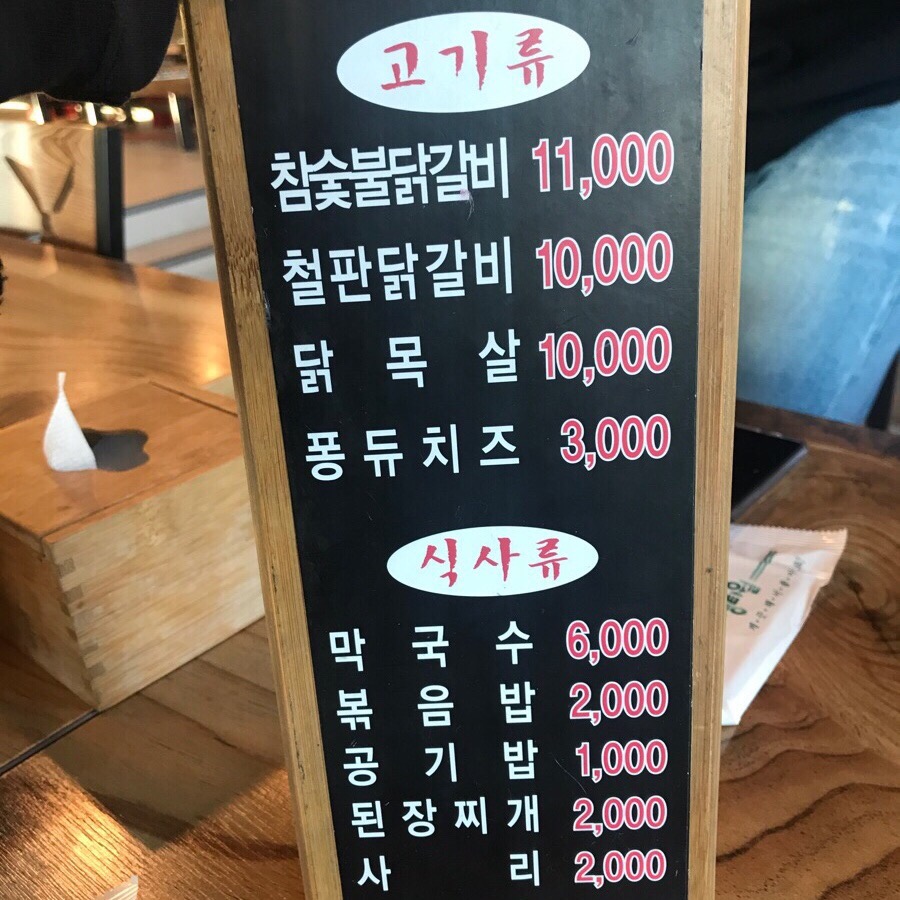 고기류
참숯불닭갈비 11,000
철판닭갈비 10,000
닭목살 10,000
퐁듀치즈 3,000
식사류
막국수 6,000
볶음밥 2,000
공기밥 1,000
된장찌개 2,000
사리 2,000